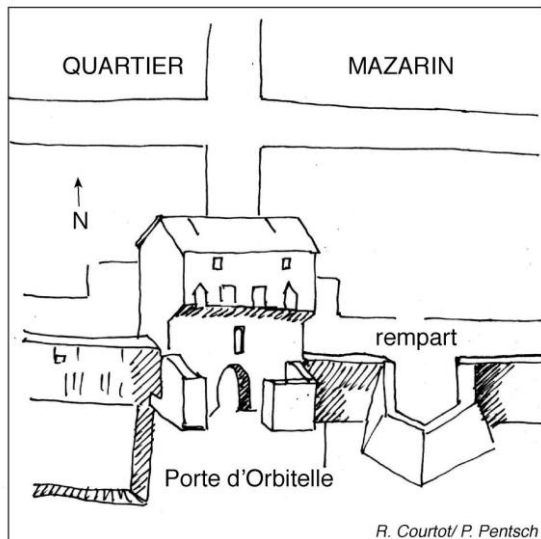 QUARTIER MAZARIN
N
rempart
Porte d'Orbitelle
R. Courtot/ P. Pentsch